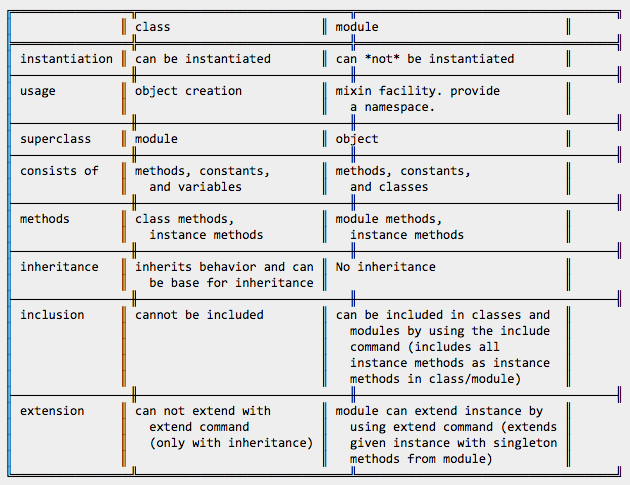 class module
instantiation can be instantiated can *not* be instantiated
usage object creation mixin facility. provide
a namespace.
superclass module object
consists of methods, constants, methods, constants,
and variables and classes
methods class methods, module methods,
instance methods instance methods
inheritance inherits behavior and can No inheritance
be base for inheritance
inclusion cannot be included can be included in classes and
modules by using the include
command (includes all
instance methods as instance
methods in class/module)
extension can not extend with module can extend instance by
extend command using extend command (extends
(only with inheritance) given instance with singleton
methods from module)